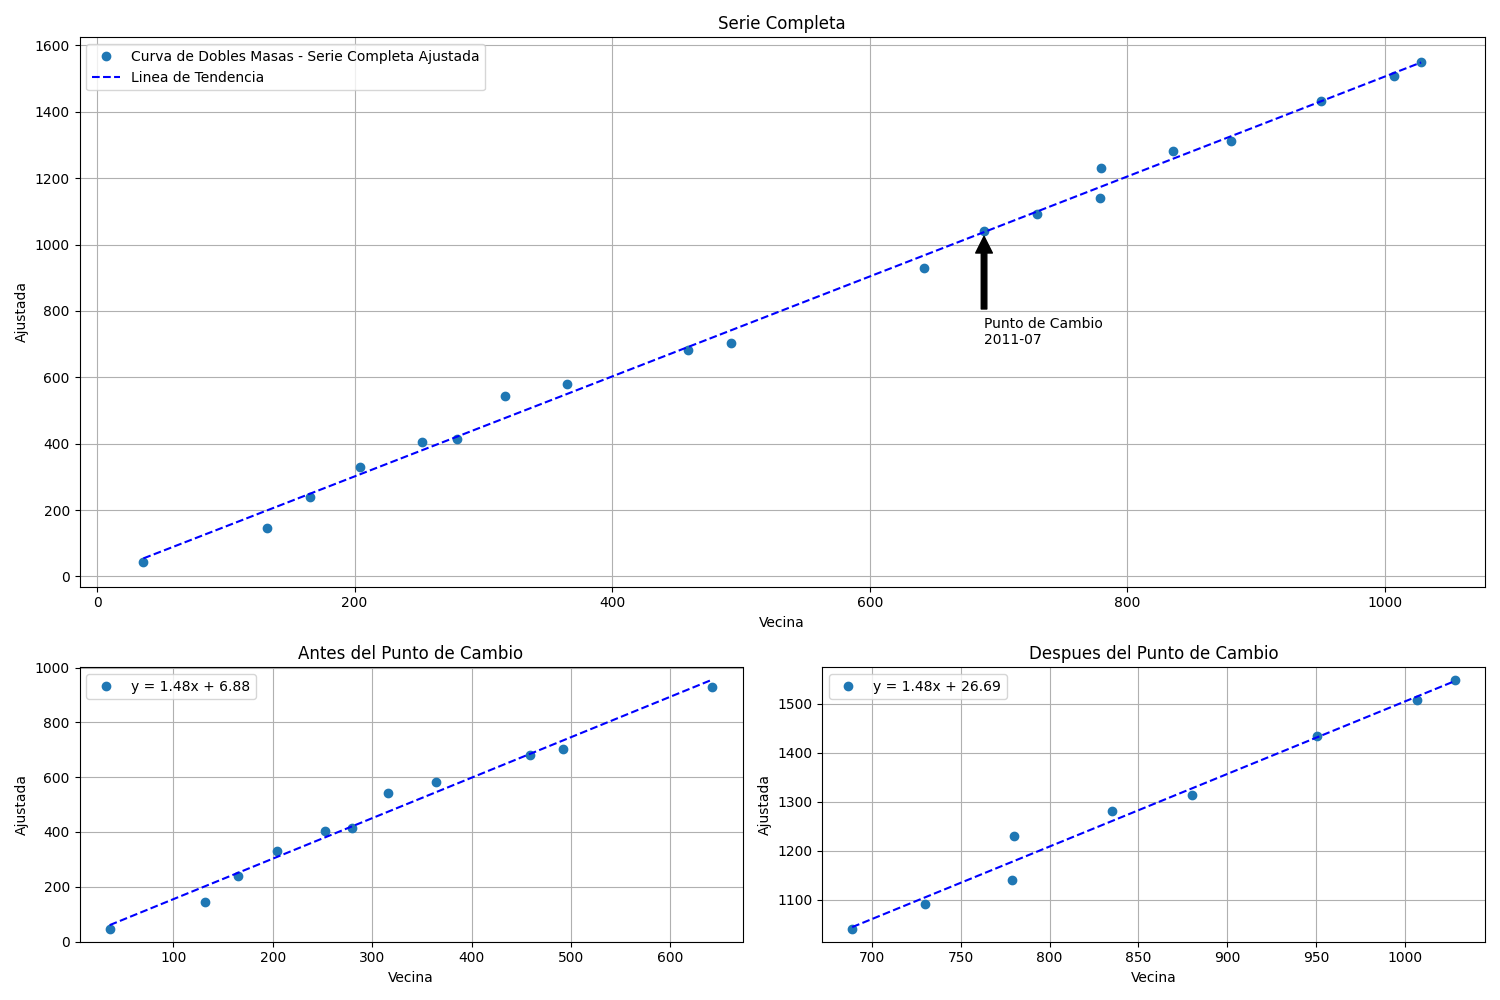 Serie Completa
Curva de Dobles Masas - Serie Completa Ajustada
Linea de Tendencia
1600
1400
1200
1000
800
600
400
200
0
Ajustada
Punto de Cambio
2011-07
0 200 400 600 800 1000
Vecina
Antes del Punto de Cambio
y = 1.48x + 6.88
1000
800
600
400
200
0
Ajustada
100 200 300 400 500 600
Vecina
Despues del Punto de Cambio
y = 1.48x + 26.69
1500
1400
1300
1200
1100
Ajustada
700 750 800 850 900 950 1000
Vecina